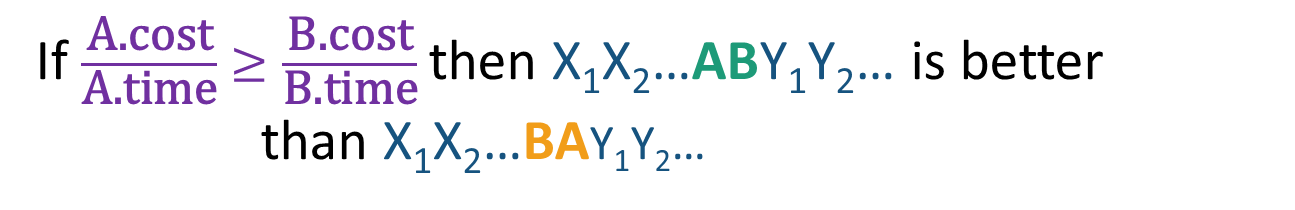 If A.cost/A.time ≥ B.cost/B.time then X₁X₂...ABY₁Y₂... is better
than X₁X₂...BAY₁Y₂...